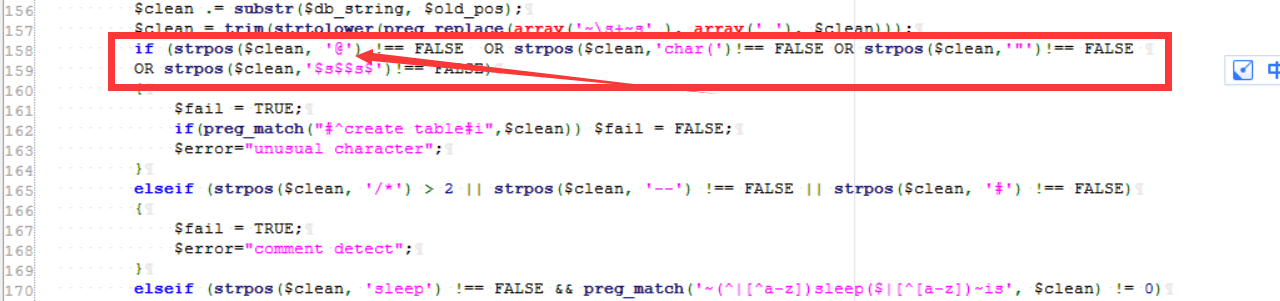 156 $clean .= substr($db_string, $old_pos);
157 $clean = trim(strtolower(preg_replace(array('~\s+~s' ), array(' '), $clean)));
158 if (strpos($clean, '@') !== FALSE OR strpos($clean,'char(')!== FALSE OR strpos($clean,'"')!== FALSE
159 OR strpos($clean,'$s$$s$')!== FALSE)
160 {
161 $fail = TRUE;
162 if(preg_match("#^create table#i",$clean)) $fail = FALSE;
163 $error="unusual character";
164 }
165 elseif (strpos($clean, '/*') > 2 || strpos($clean, '--') !== FALSE || strpos($clean, '#') !== FALSE)
166 {
167 $fail = TRUE;
168 $error="comment detect";
169 }
170 elseif (strpos($clean, 'sleep') !== FALSE && preg_match('~(^|[^a-z])sleep($|[^[a-z])~is', $clean) != 0)